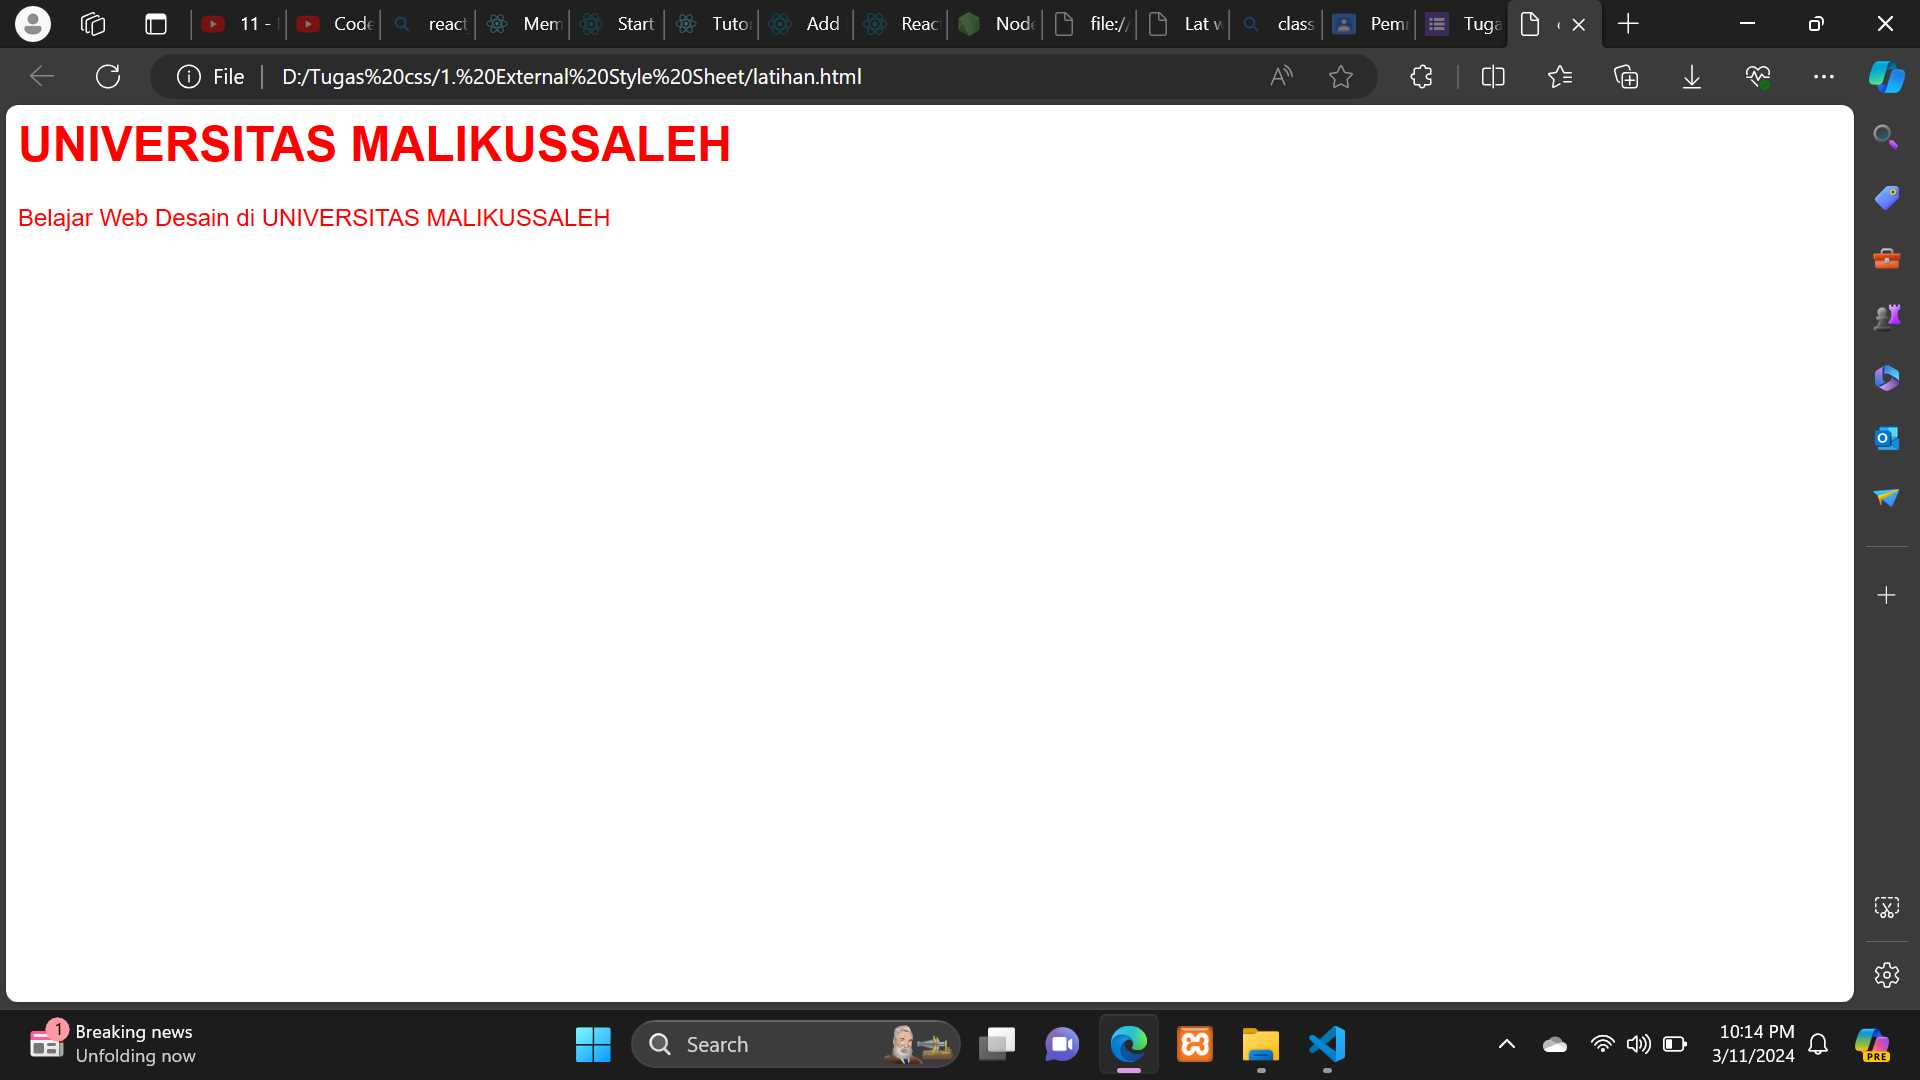 11 -
Code
react
Mem
Start
Tuto
Add
Reac
Node
file://
Lat w
class
Pem
Tuga
File
D:/Tugas%20css/1.%20External%20Style%20Sheet/latihan.html
UNIVERSITAS MALIKUSSALEH
Belajar Web Desain di UNIVERSITAS MALIKUSSALEH
1
Breaking news
Unfolding now
Search
10:14 PM
3/11/2024
PRE